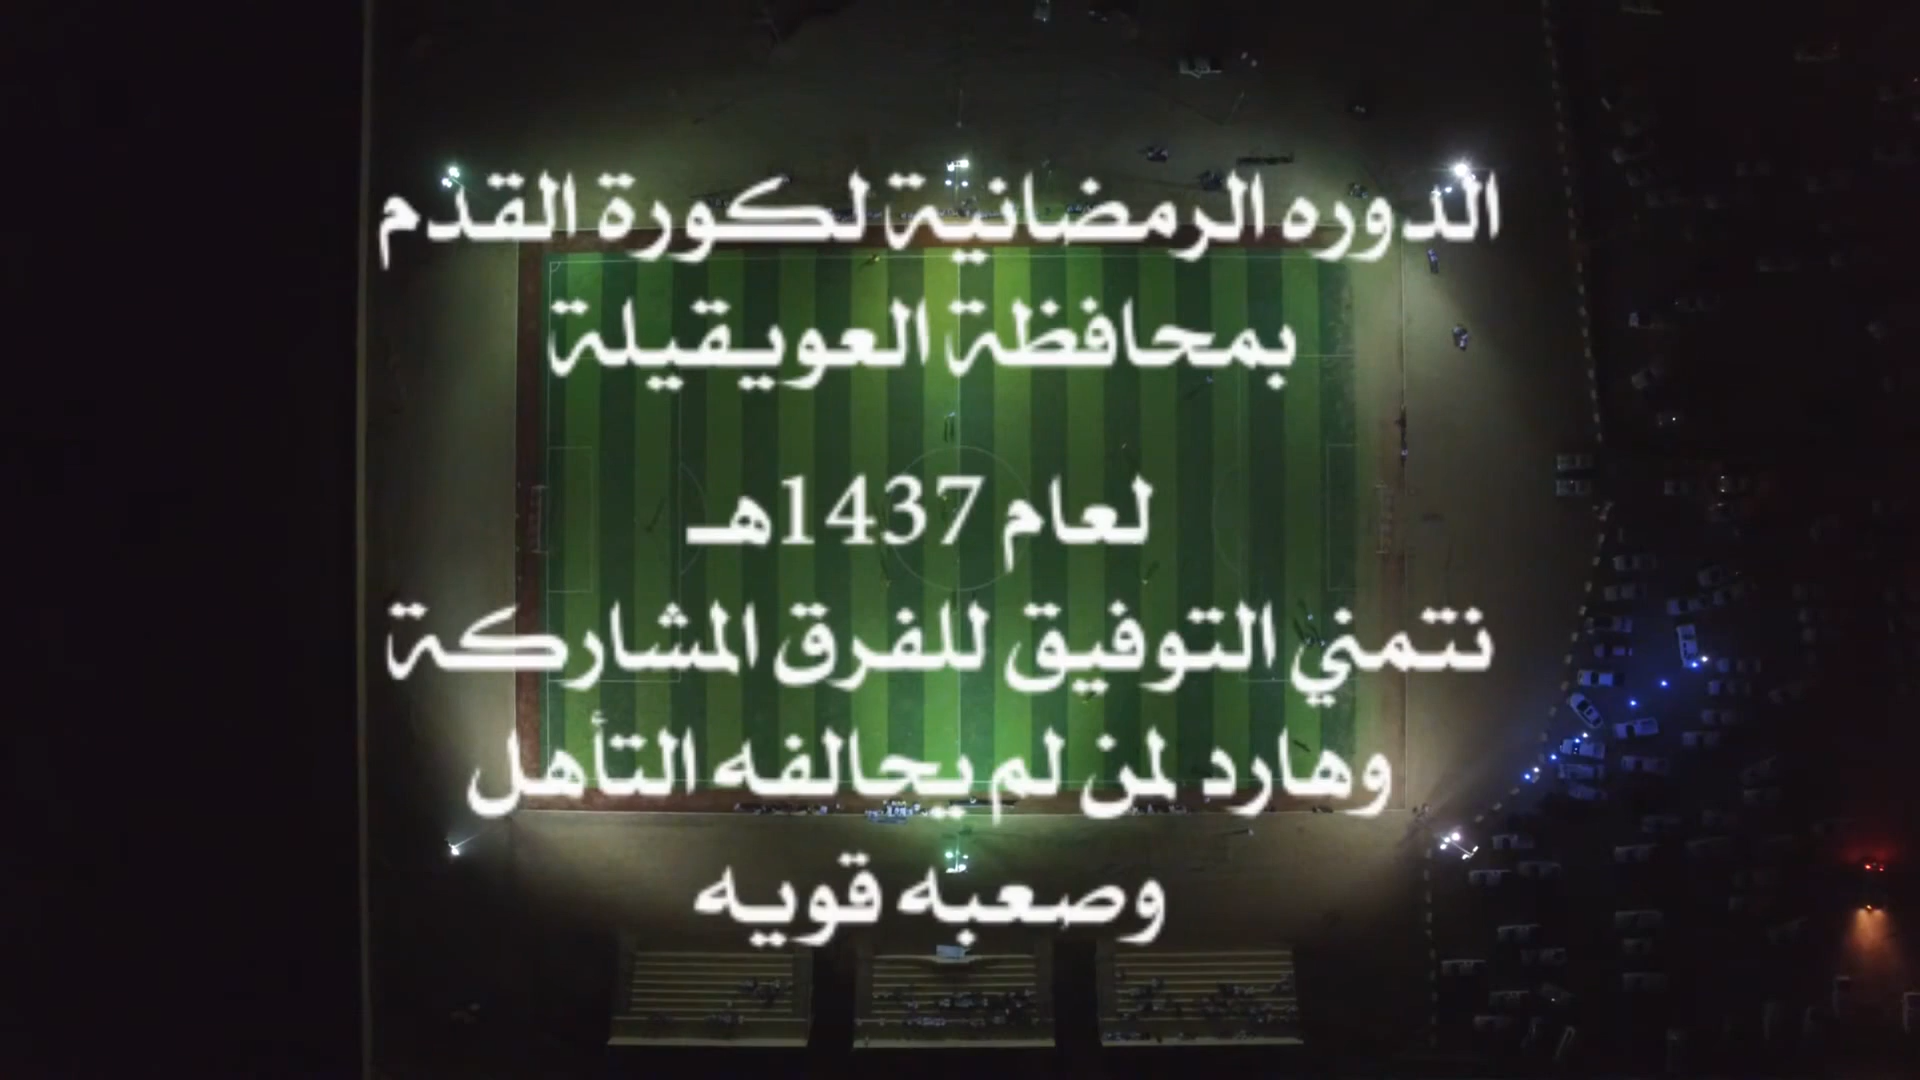 الدوره الرمضانية لكورة القدم
بمحافظة العويقيلة
لعام 1437هـ
نتمني التوفيق للفرق المشاركة
وهارد لمن لم يحالفه التأهل
وصعبه قويه